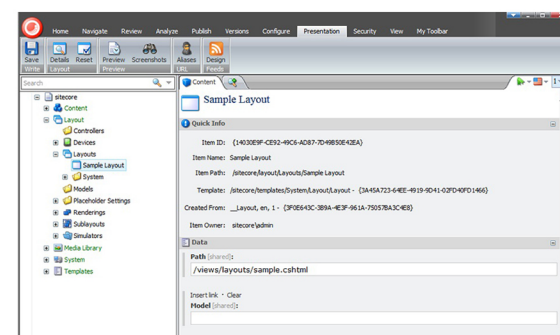 Home Navigate Review Analyze Publish Versions Configure Presentation Security View My Toolbar
Save Details Reset Preview Screenshots Aliases Design
Write Layout Preview URL Feeds
Search
Content
1
sitecore
Content
Layout
Controllers
Devices
Layouts
Sample Layout
System
Models
Placeholder Settings
Renderings
Sublayouts
Simulators
Media Library
System
Templates
Sample Layout
Quick Info
Item ID: {14030E9F-CE92-49C6-AD87-7D49B50E42EA}
Item Name: Sample Layout
Item Path: /sitecore/layout/Layouts/Sample Layout
Template: /sitecore/templates/System/Layout/Layout - {3A45A723-64EE-4919-9D41-02FD40FD1466}
Created From: __Layout, en, 1 - {3F0E643C-3B9A-4E3F-961A-75057BA3C4EB}
Item Owner: sitecore\admin
Data
Path [shared]:
/views/layouts/sample.cshtml
Insert link · Clear
Model [shared]: